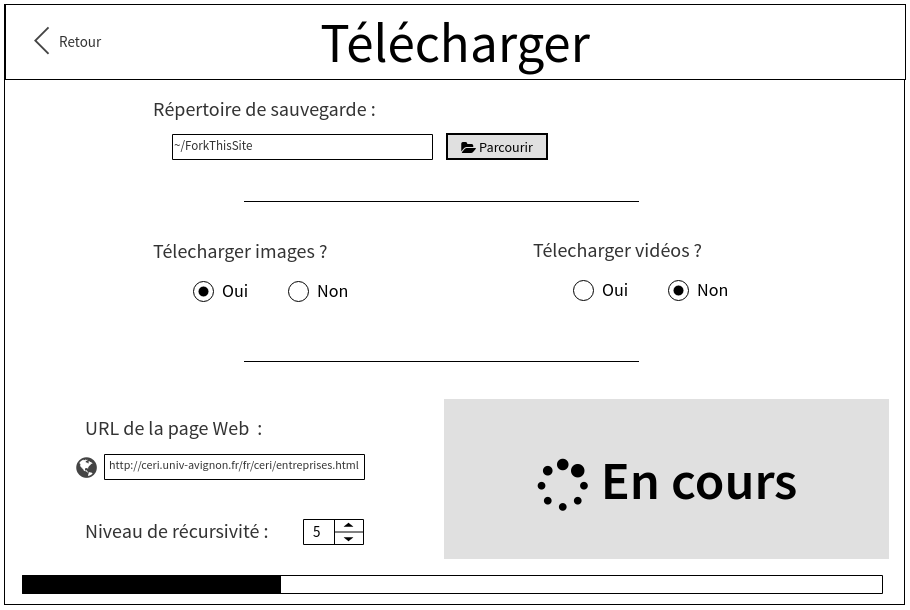 Retour
Télécharger
Répertoire de sauvegarde :
~/ForkThisSite
Parcourir
Télecharger images ?
Télecharger vidéos ?
Oui
Non
Oui
Non
URL de la page Web :
http://ceri.univ-avignon.fr/fr/ceri/entreprises.html
En cours
Niveau de récursivité :
5